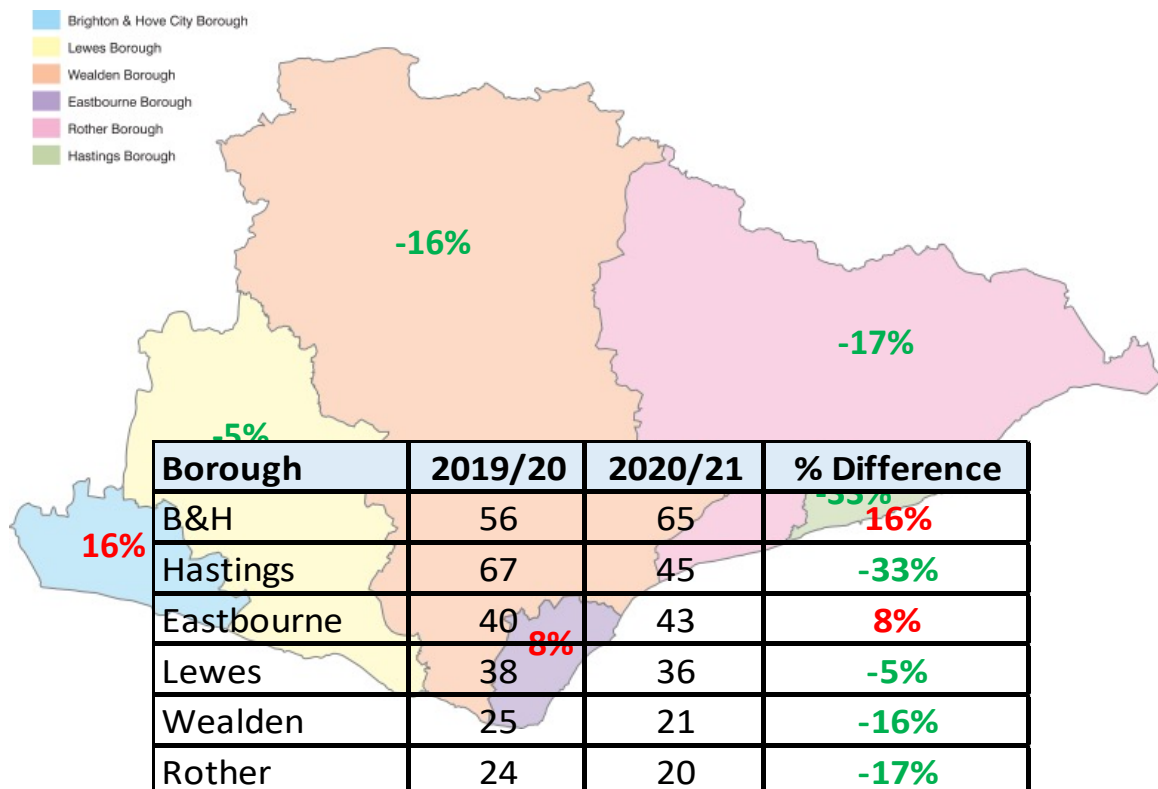 Brighton & Hove City Borough
Lewes Borough
Wealden Borough
Eastbourne Borough
Rother Borough
Hastings Borough
-16%
-17%
-5%
-33%
16%
8%
Borough 2019/20 2020/21 % Difference
B&H 56 65 16%
Hastings 67 45 -33%
Eastbourne 40 43 8%
Lewes 38 36 -5%
Wealden 25 21 -16%
Rother 24 20 -17%